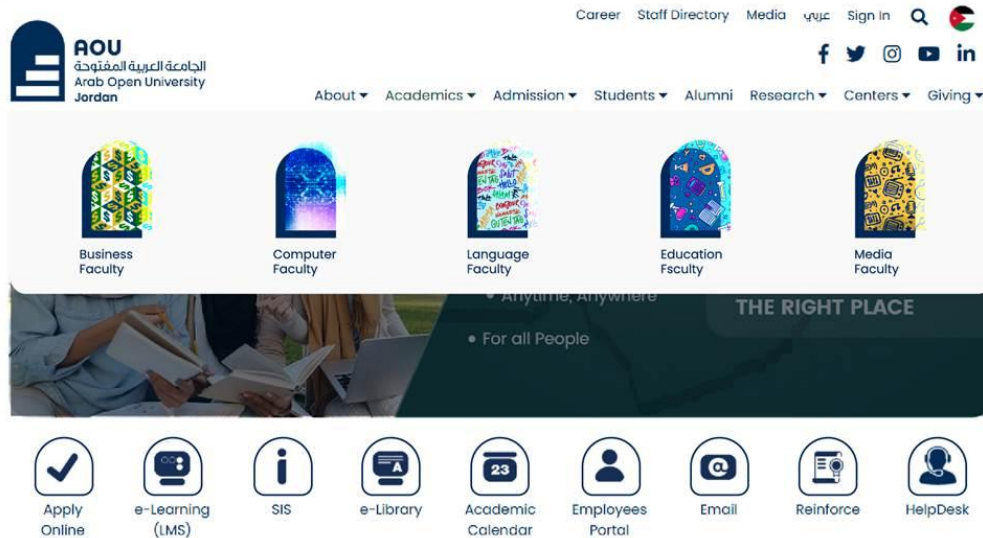 Career Staff Directory Media عربي Sign In
AOU
الجامعة العربية المفتوحة
Arab Open University
Jordan
About Academics Admission Students Alumni Research Centers Giving
Business
Faculty
Computer
Faculty
Language
Faculty
Education
Fsculty
Media
Faculty
• Anytime, Anywhere
THE RIGHT PLACE
• For all People
23
Apply
Online
e-Learning
(LMS)
SIS
e-Library
Academic
Calendar
Employees
Portal
Email
Reinforce
HelpDesk